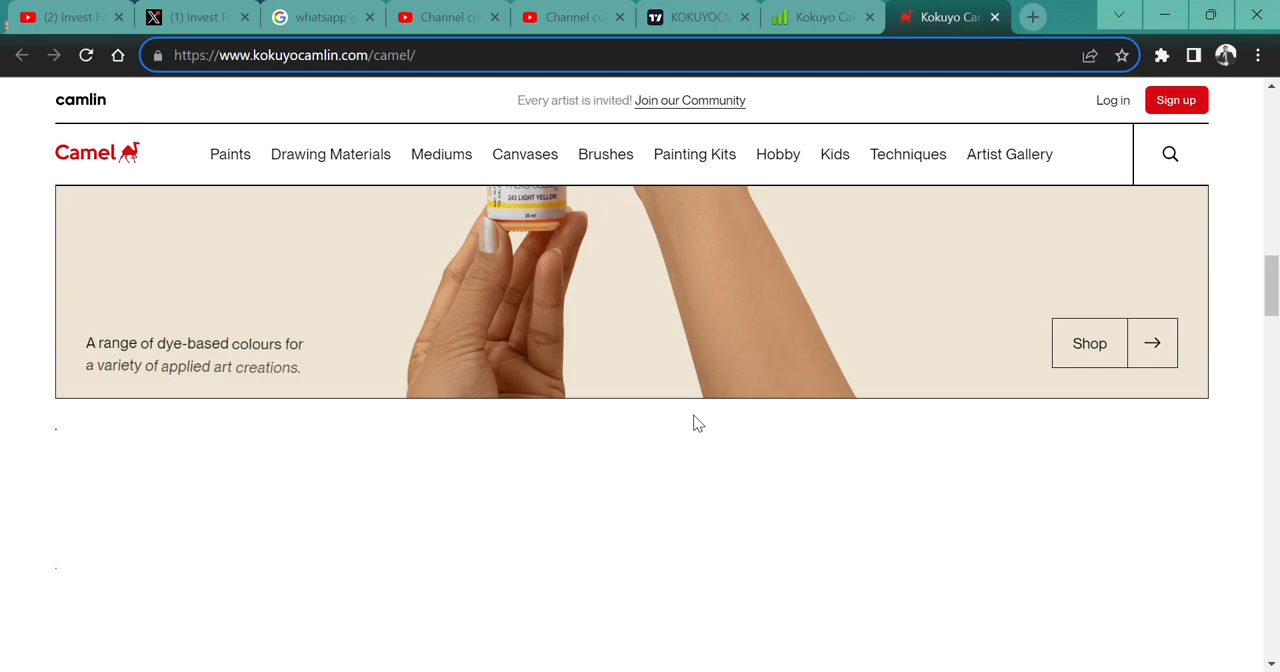 (2) Invest F
(1) Invest F
whatsapp g
Channel co
Channel co
KOKUYOCM
Kokuyo Ca
Kokuyo Car
https://www.kokuyocamlin.com/camel/
camlin
Every artist is invited! Join our Community
Log in
Sign up
Camel
Paints
Drawing Materials
Mediums
Canvases
Brushes
Painting Kits
Hobby
Kids
Techniques
Artist Gallery
243 LIGHT YELLOW
20 ml
A range of dye-based colours for
a variety of applied art creations.
Shop